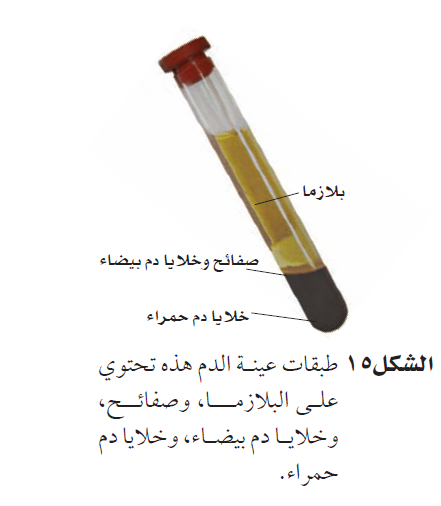 بلازما
صفائح وخلايا دم بيضاء
خلايا دم حمراء
الشكل١٥ طبقات عينة الدم هذه تحتوي
على البلازما، وصفائح،
وخلايا دم بيضاء، وخلايا دم
حمراء.